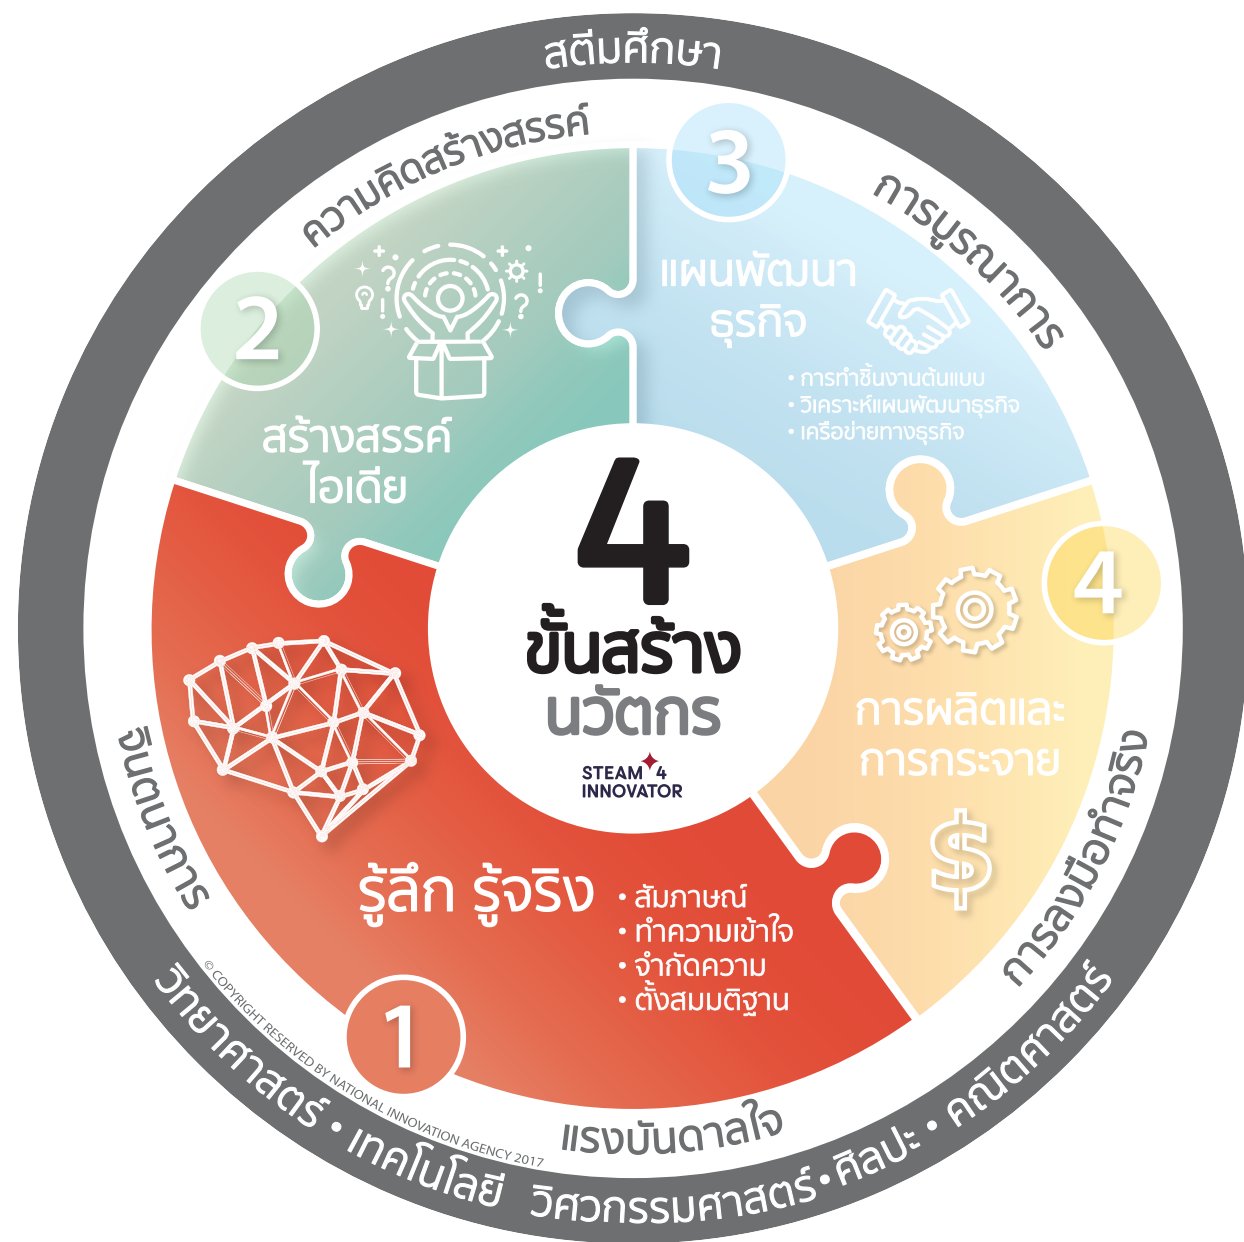 สตีมศึกษา
ความคิดสร้างสรรค์
การบูรณาการ
3
แผนพัฒนา
ธุรกิจ
• การทำชิ้นงานต้นแบบ
• วิเคราะห์แผนพัฒนาธุรกิจ
• เครือข่ายทางธุรกิจ
2
สร้างสรรค์
ไอเดีย
4
ขั้นสร้าง
นวัตกร
STEAM 4
INNOVATOR
4
การผลิตและ
การกระจาย
$
จินตนาการ
การลงมือทำจริง
รู้ลึก รู้จริง
• สัมภาษณ์
• ทำความเข้าใจ
• จำกัดความ
• ตั้งสมมติฐาน
1
แรงบันดาลใจ
© COPYRIGHT RESERVED BY NATIONAL INNOVATION AGENCY 2017
วิทยาศาสตร์ • เทคโนโลยี วิศวกรรมศาสตร์ • ศิลปะ • คณิตศาสตร์